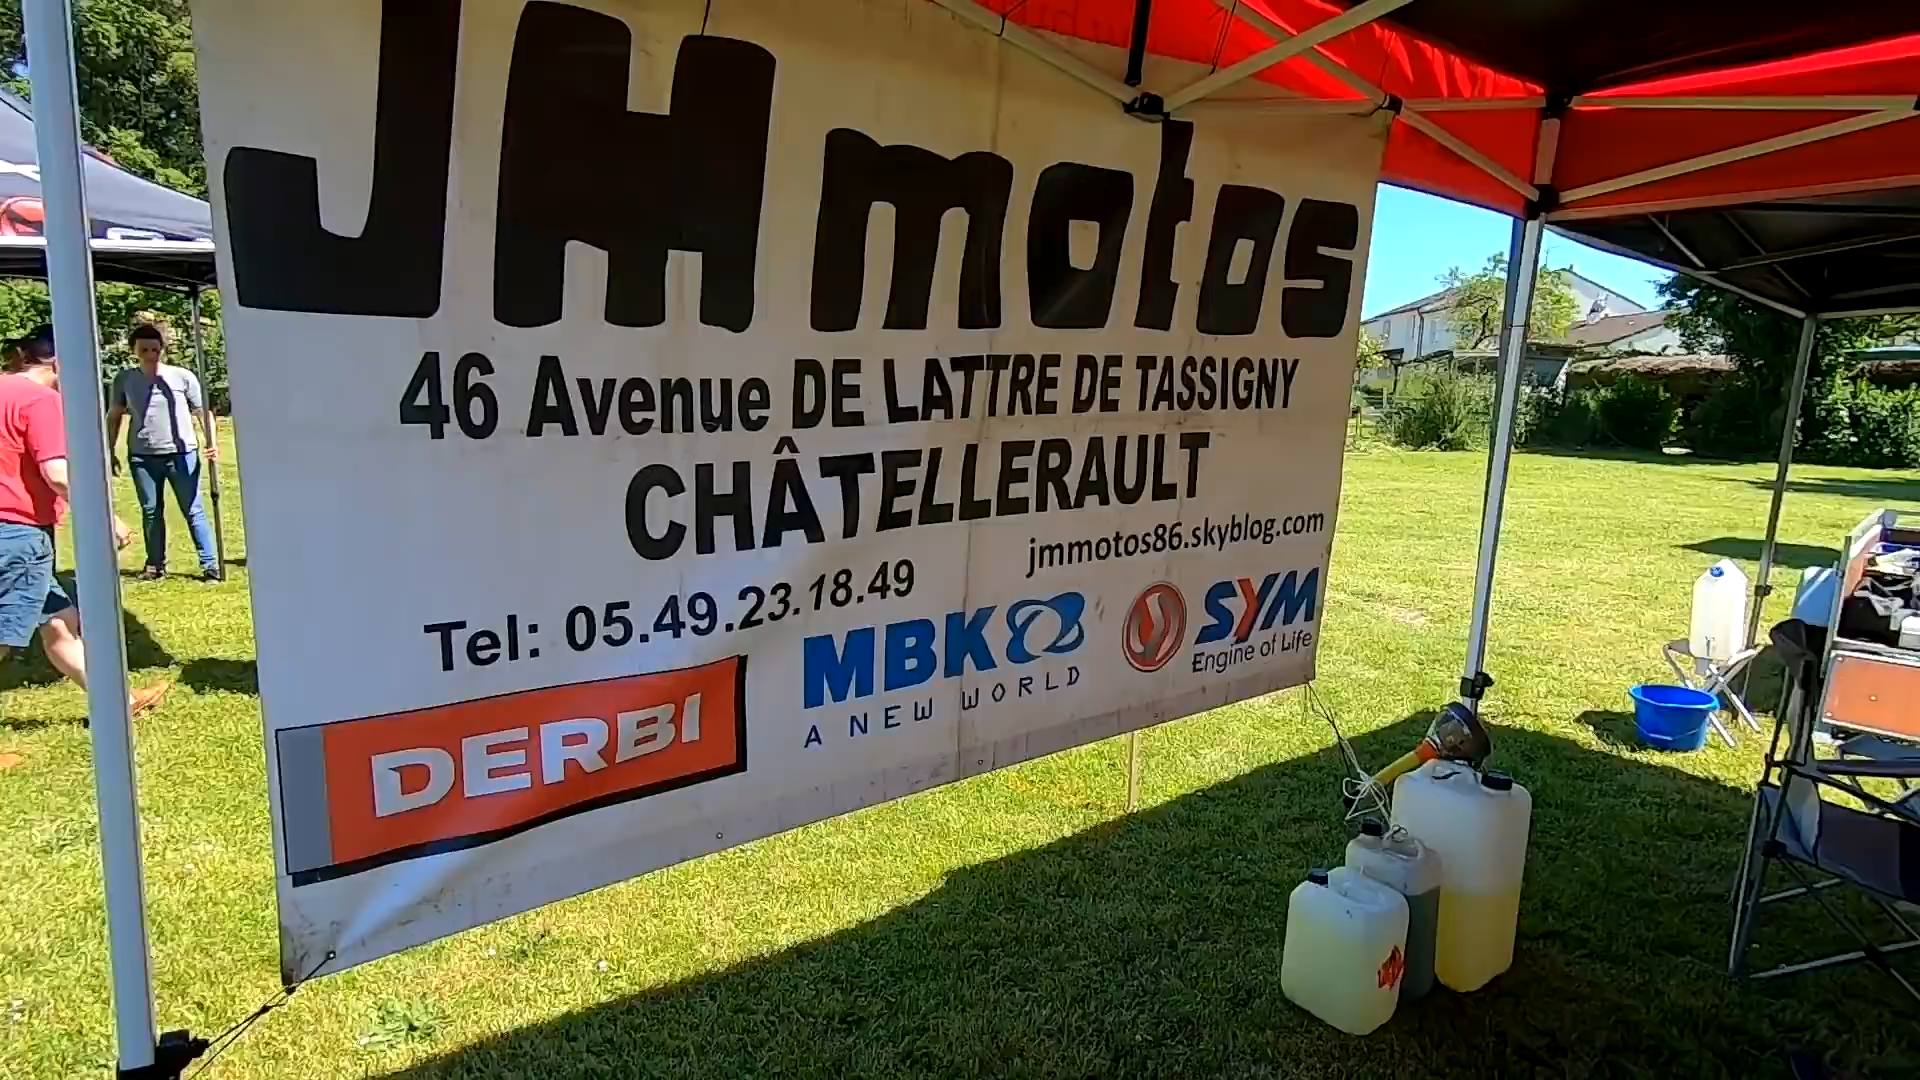 JM motos
46 Avenue DE LATTRE DE TASSIGNY
CHÂTELLERAULT
jmmotos86.skyblog.com
Tel: 05.49.23.18.49
DERBI
MBK
A NEW WORLD
SYM
Engine of Life